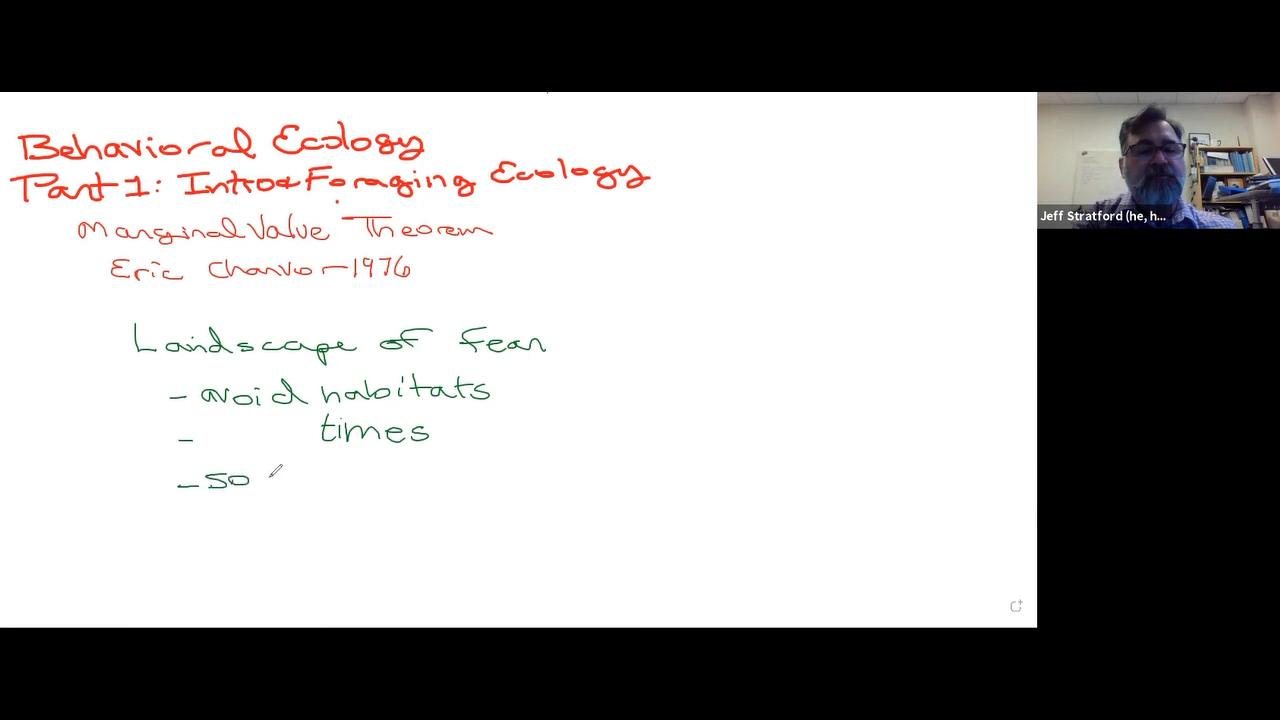 Behavioral Ecology
Part 1: Intro & Foraging Ecology
Marginal Value Theorem
Eric Charnov - 1976
Landscape of fear
- avoid habitats
- times
- so
Jeff Stratford (he, h...